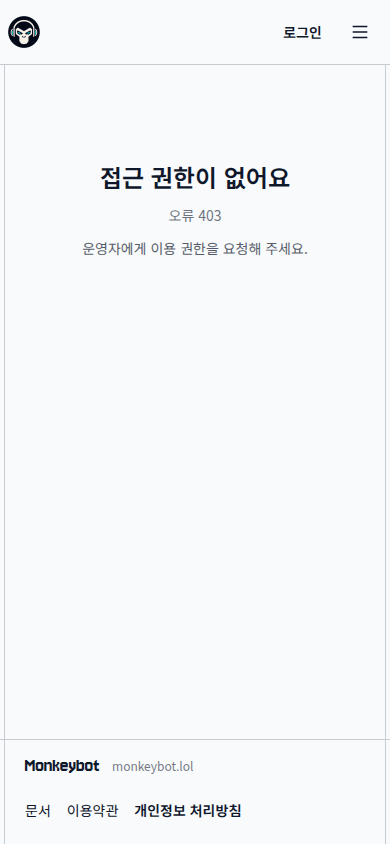 로그인
접근 권한이 없어요
오류 403
운영자에게 이용 권한을 요청해 주세요.
Monkeybot monkeybot.lol
문서 이용약관 개인정보 처리방침